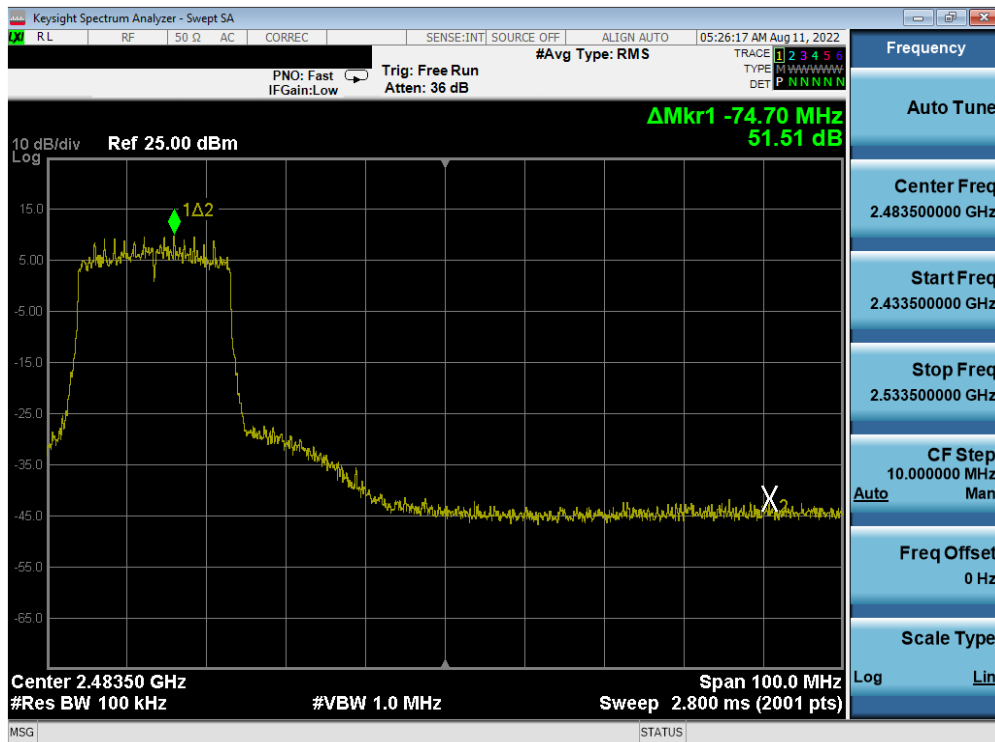 Keysight Spectrum Analyzer - Swept SA
LXI RL RF 50 Ω AC CORREC SENSE:INT SOURCE OFF ALIGN AUTO 05:26:17 AM Aug 11, 2022
#Avg Type: RMS TRACE 1 2 3 4 5 6
PNO: Fast Trig: Free Run TYPE M W W W W W
IFGain:Low Atten: 36 dB DET P N N N N N
ΔMkr1 -74.70 MHz
51.51 dB
10 dB/div Ref 25.00 dBm
Log
15.0
1Δ2
5.00
-5.00
-15.0
-25.0
-35.0
-45.0
X2
-55.0
-65.0
Center 2.48350 GHz Span 100.0 MHz
#Res BW 100 kHz #VBW 1.0 MHz Sweep 2.800 ms (2001 pts)
MSG STATUS
Frequency
Auto Tune
Center Freq
2.483500000 GHz
Start Freq
2.433500000 GHz
Stop Freq
2.533500000 GHz
CF Step
10.000000 MHz
Auto Man
Freq Offset
0 Hz
Scale Type
Log Lin